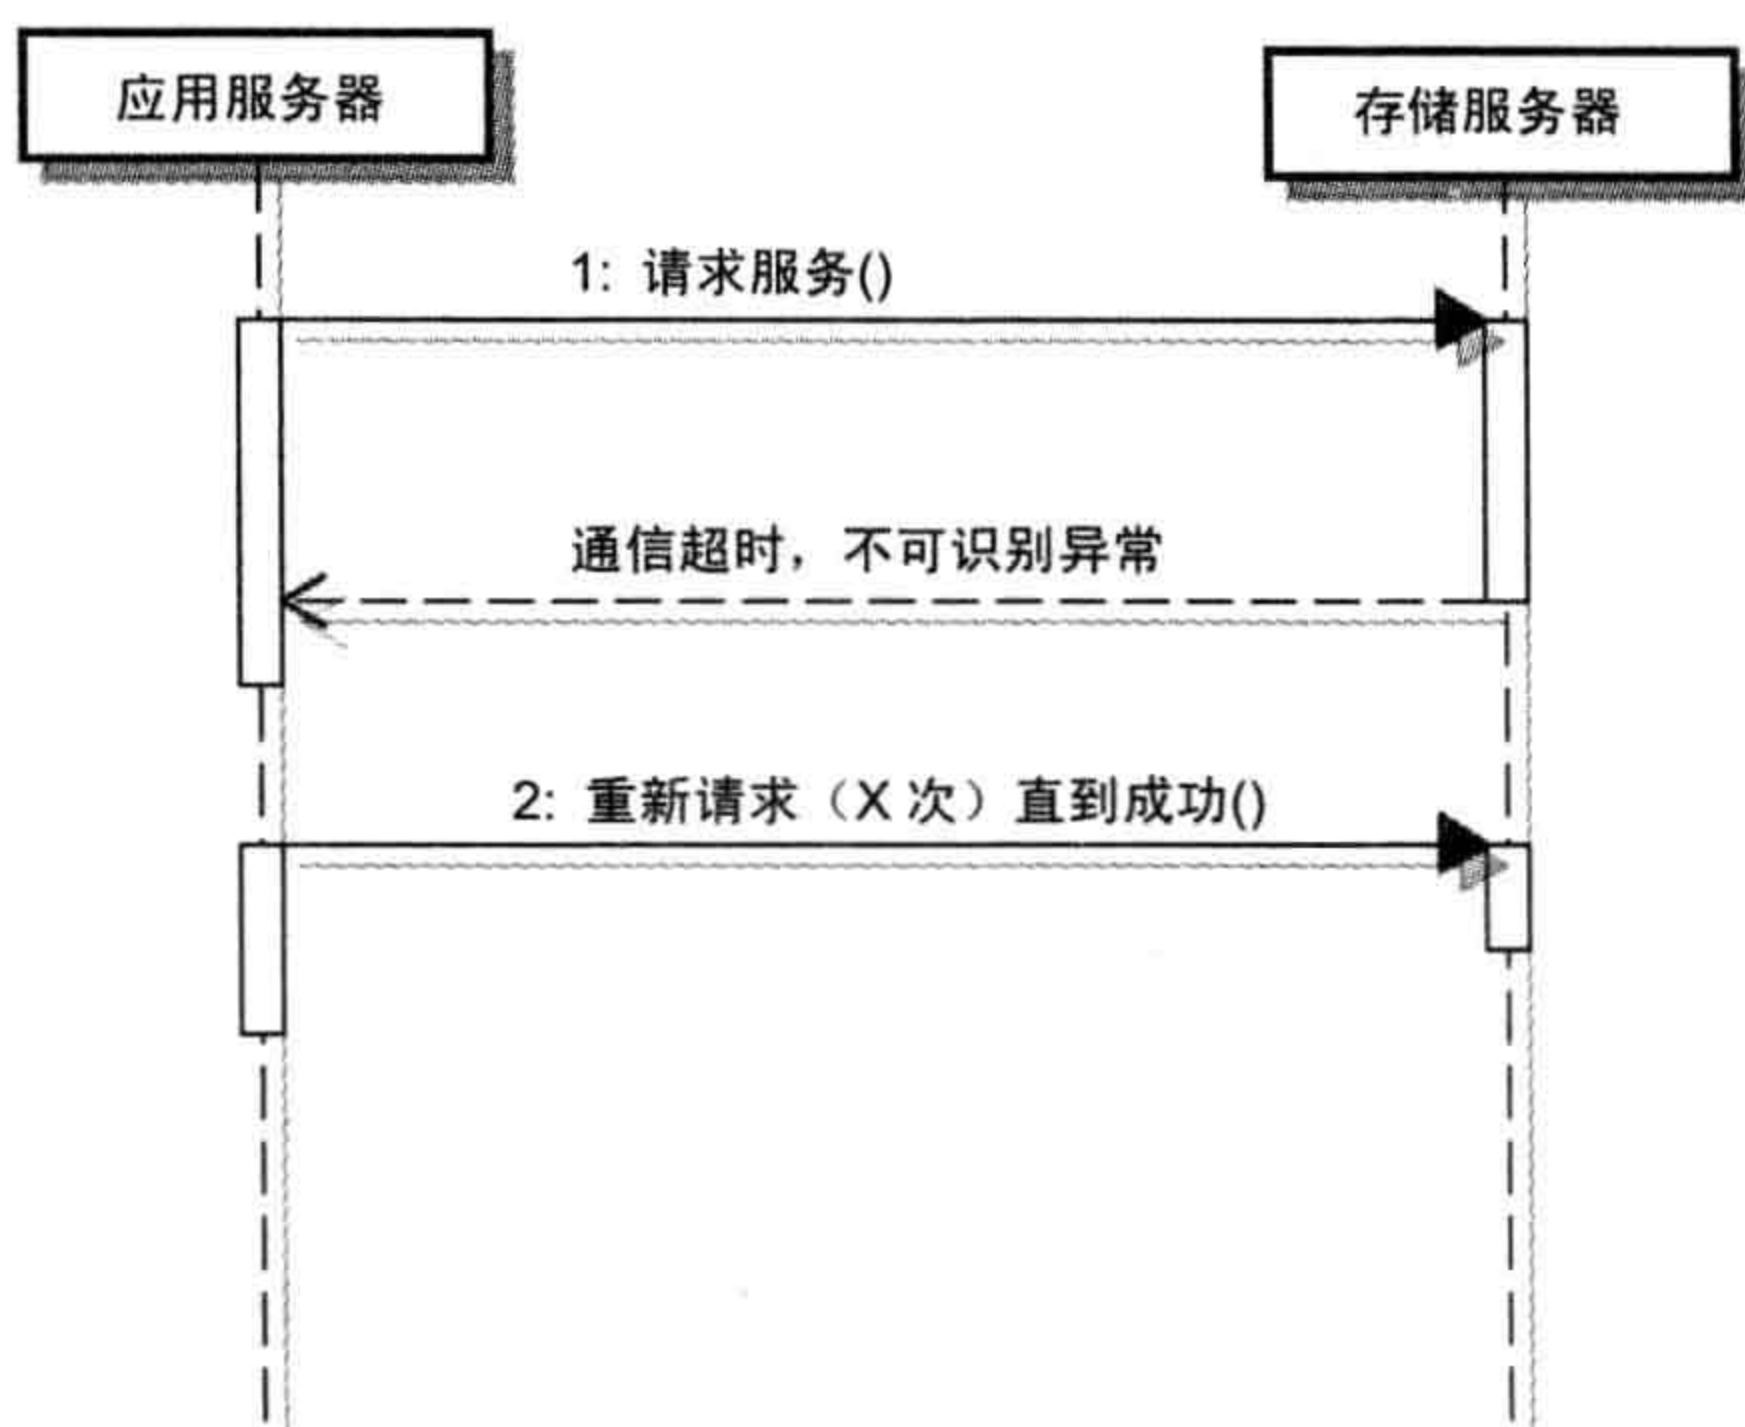 应用服务器
存储服务器
1: 请求服务()
通信超时，不可识别异常
2: 重新请求（X 次）直到成功()